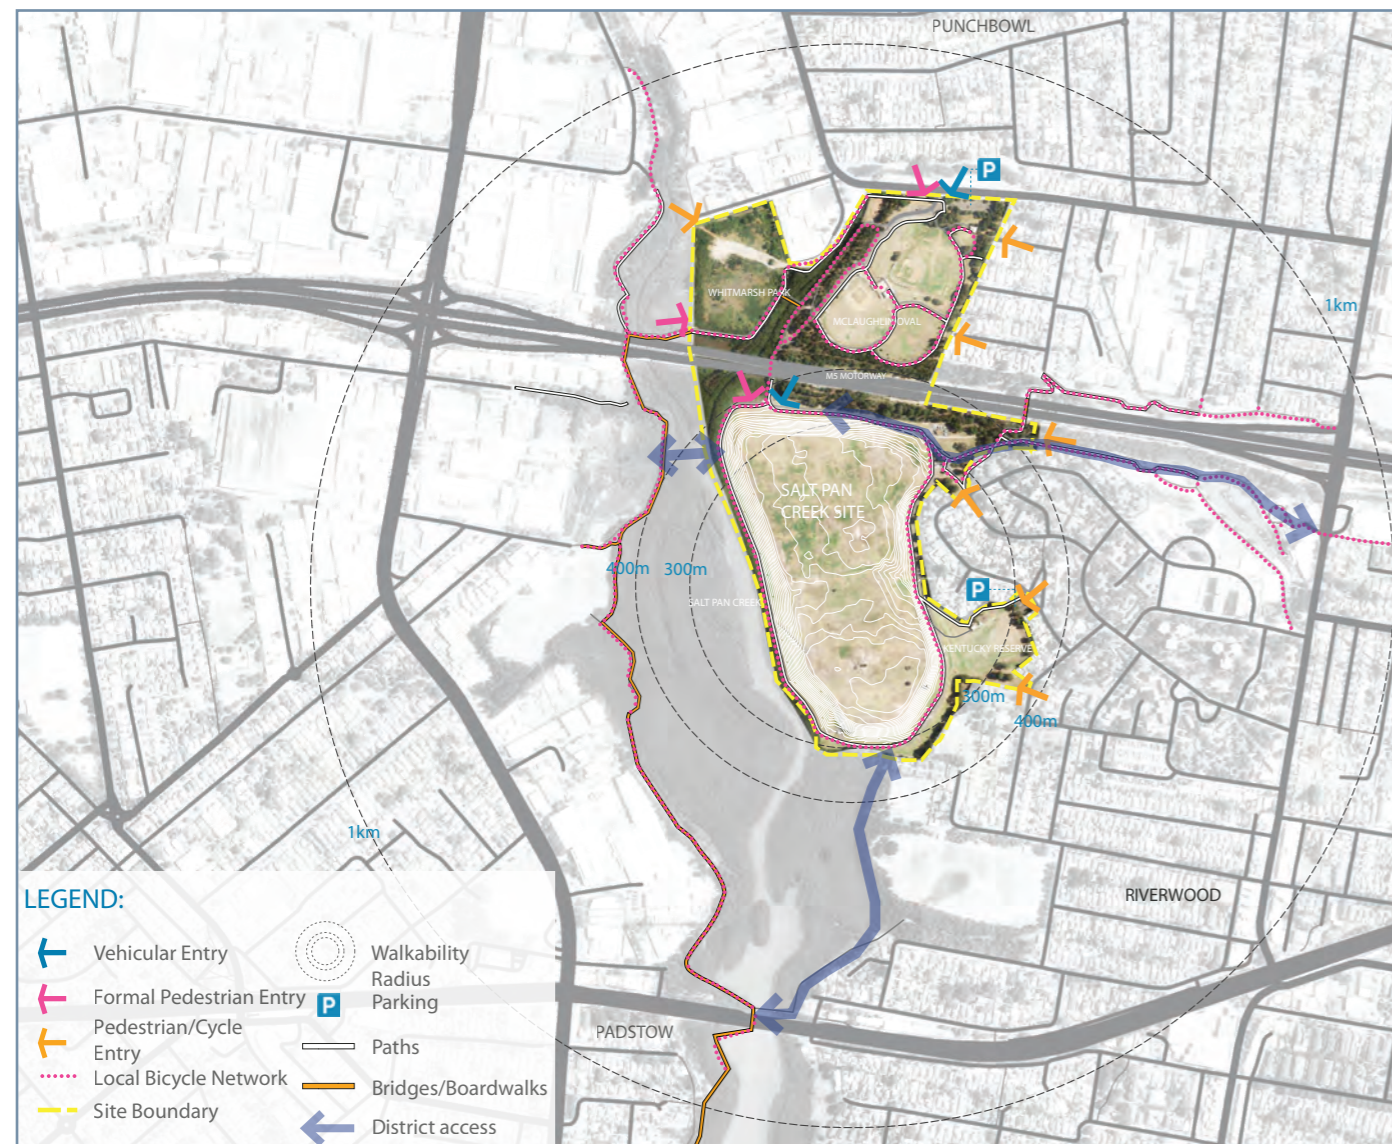 PUNCHBOWL
P
1km
WHITMARSH PARK
MCLAUGHLIN OVAL
M5 MOTORWAY
SALT PAN
CREEK SITE
400m
300m
SALT PAN CREEK
P
KENTUCKY RESERVE
300m
400m
1km
RIVERWOOD
PADSTOW
LEGEND:
Vehicular Entry
Formal Pedestrian Entry
Pedestrian/Cycle
Entry
Local Bicycle Network
Site Boundary
Walkability
Radius
P
Parking
Paths
Bridges/Boardwalks
District access